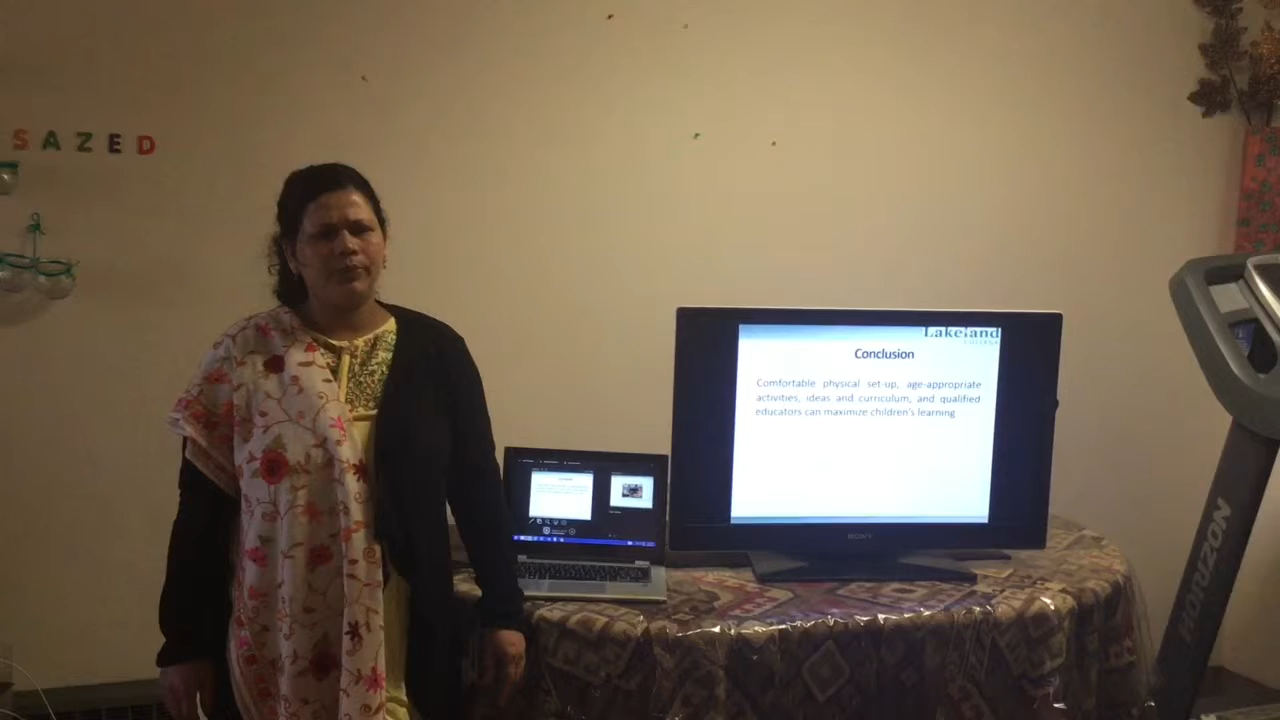 SAZED
Lakeland
COLLEGE
Conclusion
Comfortable physical set-up, age-appropriate
activities, ideas and curriculum, and qualified
educators can maximize children's learning
SONY
HORIZON